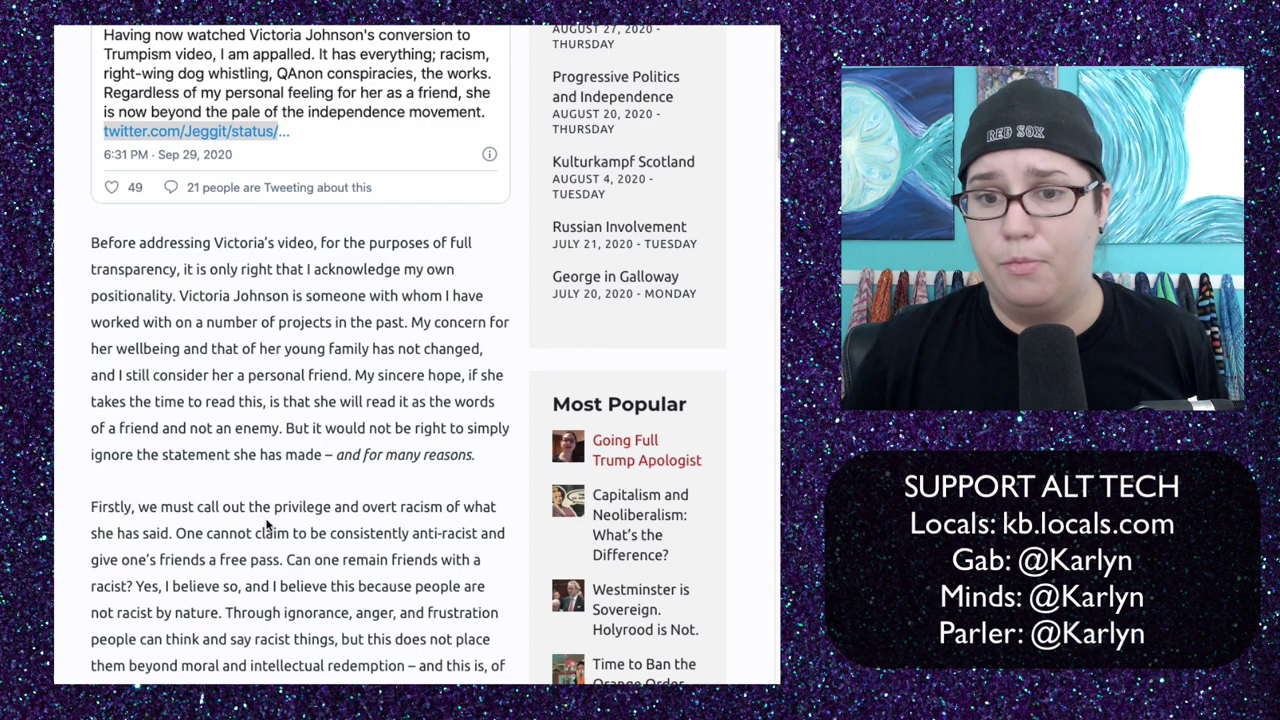 Having now watched Victoria Johnson's conversion to
Trumpism video, I am appalled. It has everything; racism,
right-wing dog whistling, QAnon conspiracies, the works.
Regardless of my personal feeling for her as a friend, she
is now beyond the pale of the independence movement.
twitter.com/Jeggit/status/...
6:31 PM · Sep 29, 2020
49
21 people are Tweeting about this
Before addressing Victoria’s video, for the purposes of full
transparency, it is only right that I acknowledge my own
positionality. Victoria Johnson is someone with whom I have
worked with on a number of projects in the past. My concern for
her wellbeing and that of her young family has not changed,
and I still consider her a personal friend. My sincere hope, if she
takes the time to read this, is that she will read it as the words
of a friend and not an enemy. But it would not be right to simply
ignore the statement she has made – and for many reasons.
Firstly, we must call out the privilege and overt racism of what
she has said. One cannot claim to be consistently anti-racist and
give one’s friends a free pass. Can one remain friends with a
racist? Yes, I believe so, and I believe this because people are
not racist by nature. Through ignorance, anger, and frustration
people can think and say racist things, but this does not place
them beyond moral and intellectual redemption – and this is, of
AUGUST 27, 2020 -
THURSDAY
Progressive Politics
and Independence
AUGUST 20, 2020 -
THURSDAY
Kulturkampf Scotland
AUGUST 4, 2020 -
TUESDAY
Russian Involvement
JULY 21, 2020 - TUESDAY
George in Galloway
JULY 20, 2020 - MONDAY
Most Popular
Going Full
Trump Apologist
Capitalism and
Neoliberalism:
What’s the
Difference?
Westminster is
Sovereign.
Holyrood is Not.
Time to Ban the
Orange Order
RED SOX
SUPPORT ALT TECH
Locals: kb.locals.com
Gab: @Karlyn
Minds: @Karlyn
Parler: @Karlyn